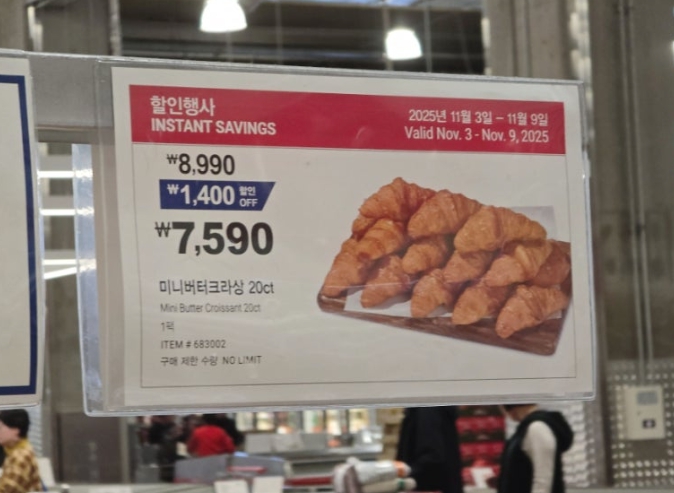 할인행사
INSTANT SAVINGS
2025년 11월 3일 – 11월 9일
Valid Nov. 3 - Nov. 9, 2025
₩8,990
₩1,400 할인 OFF
₩7,590
미니버터크라상 20ct
Mini Butter Croissant 20ct
1팩
ITEM # 683002
구매 제한 수량 NO LIMIT